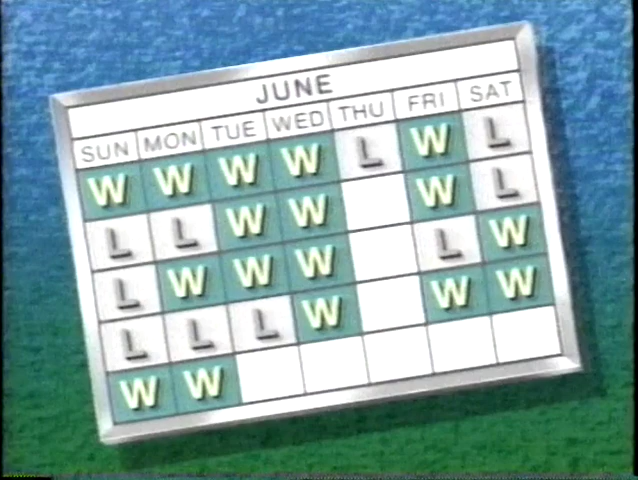 JUNE
SUN MON TUE WED THU FRI SAT
W W W W L W L
L L W W W L
L W W W L W
L L L W W W
W W